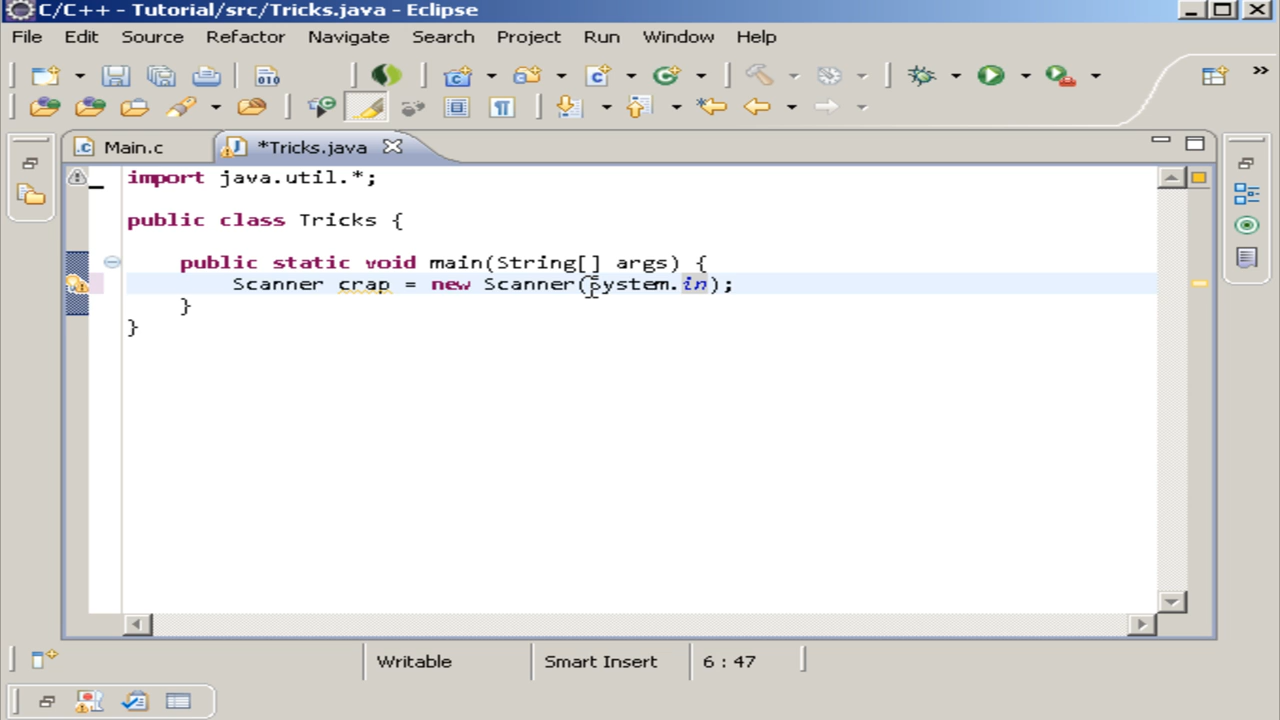 C/C++ - Tutorial/src/Tricks.java - Eclipse
File Edit Source Refactor Navigate Search Project Run Window Help
010
Main.c *Tricks.java
import java.util.*;
public class Tricks {
public static void main(String[] args) {
Scanner crap = new Scanner(System.in);
}
}
Writable Smart Insert 6 : 47